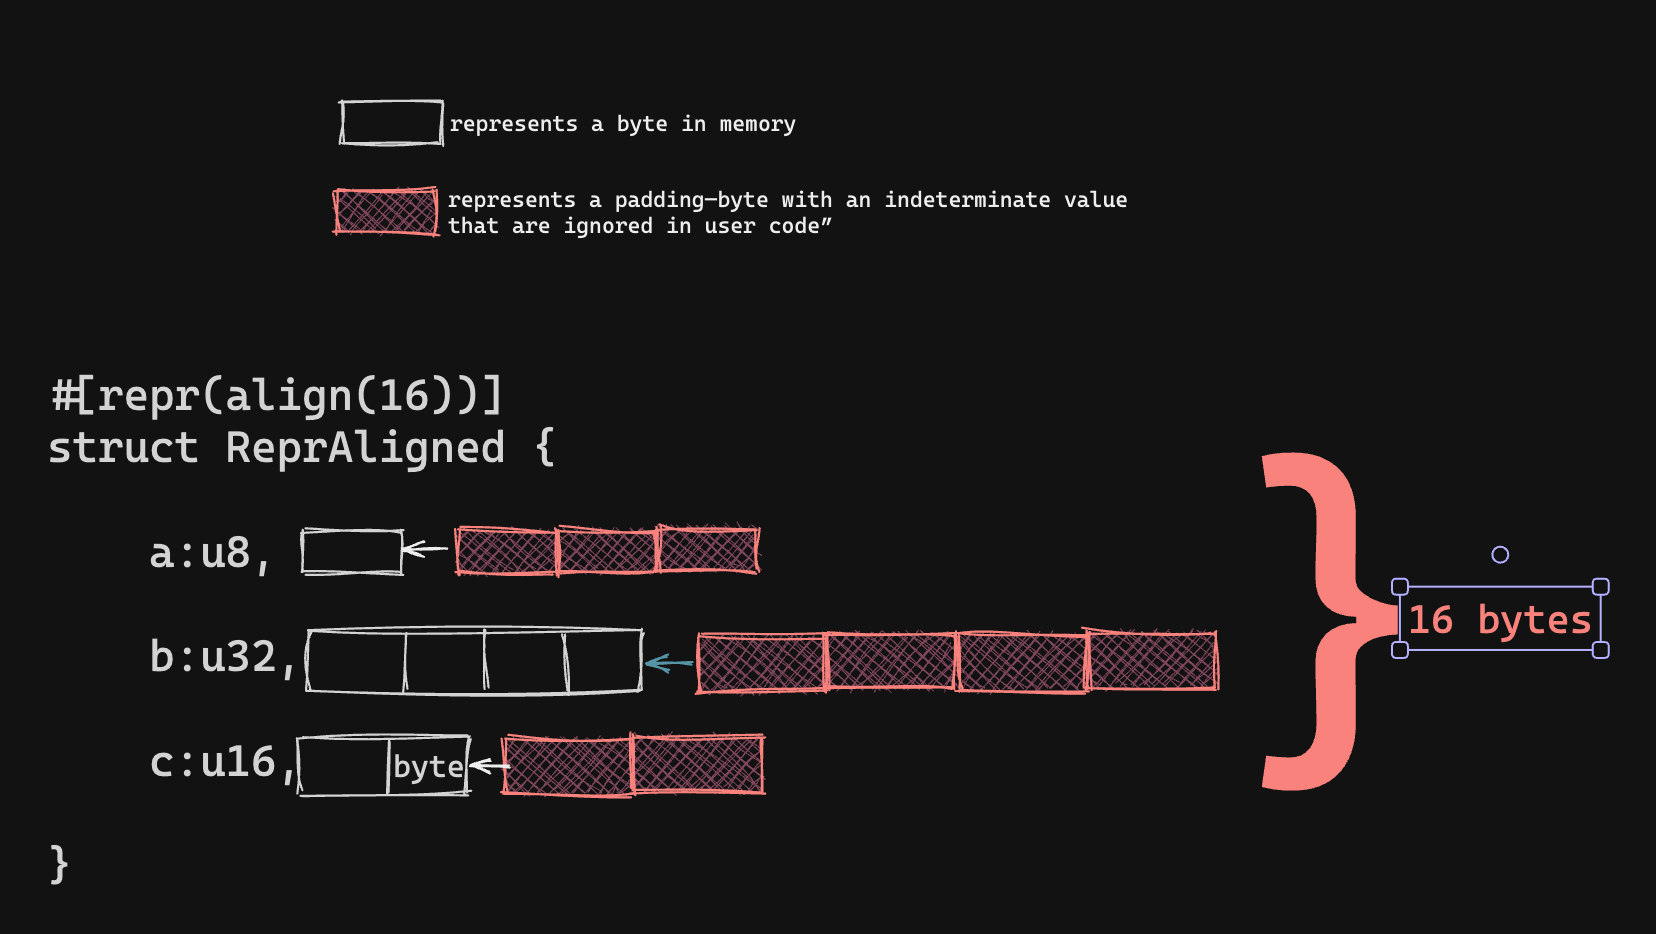 represents a byte in memory
represents a padding—byte with an indeterminate value
that are ignored in user code”
#[repr(align(16))]
struct ReprAligned {
a:u8,
b:u32,
c:u16,
byte
}
}
16 bytes